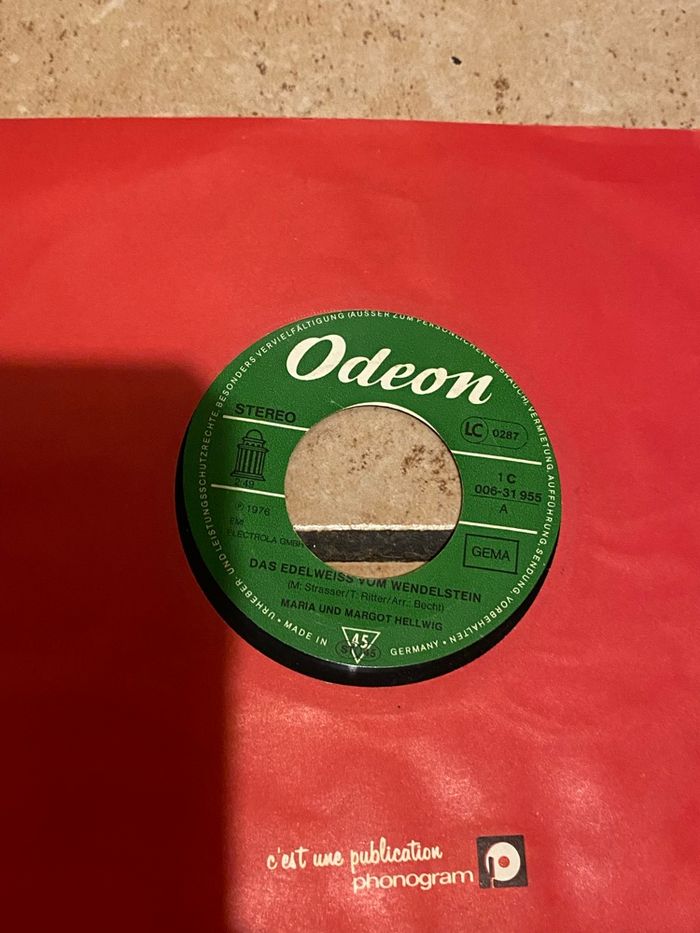 Odeon
STEREO
LC 0287
2:49
1 C
006-31 955
A
℗ 1976
EMI
ELECTROLA GMBH
GEMA
DAS EDELWEISS VOM WENDELSTEIN
(M. Strasser/T. Ritter/Arr.: Becht)
MARIA UND MARGOT HELLWIG
45
URHEBER- UND LEISTUNGSSCHUTZRECHTE, BESONDERS VERVIELFÄLTIGUNG (AUSSER ZUM PERSÖNLICHEN GEBRAUCH), VERMIETUNG, AUFFÜHRUNG, SENDUNG, VORBEHALTEN • MADE IN GERMANY •
c'est une publication
phonogram